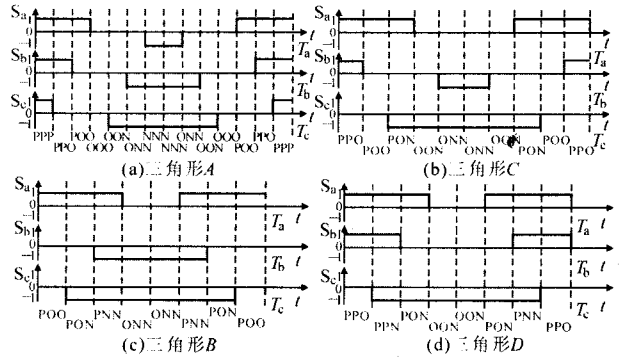 Sa 1 0 -1 t Ta
Sb 1 0 -1 t Tb
Sc 1 0 -1 t Tc
PPP PPO POO OOO OON ONN NNN NNN ONN OON OOO POO PPO PPP
(a)三角形A
Sa 1 0 -1 t Ta
Sb 1 0 -1 t Tb
Sc 1 0 -1 t Tc
PPO POO PON OON ONN ONN OON PON POO PPO
(b)三角形C
Sa 1 0 -1 t Ta
Sb 1 0 -1 t Tb
Sc 1 0 -1 t Tc
POO PON PNN ONN ONN PNN PON POO
(c)三角形B
Sa 1 0 -1 t Ta
Sb 1 0 -1 t Tb
Sc 1 0 -1 t Tc
PPO PPN PON OON OON PON PPN PPO
(d)三角形D